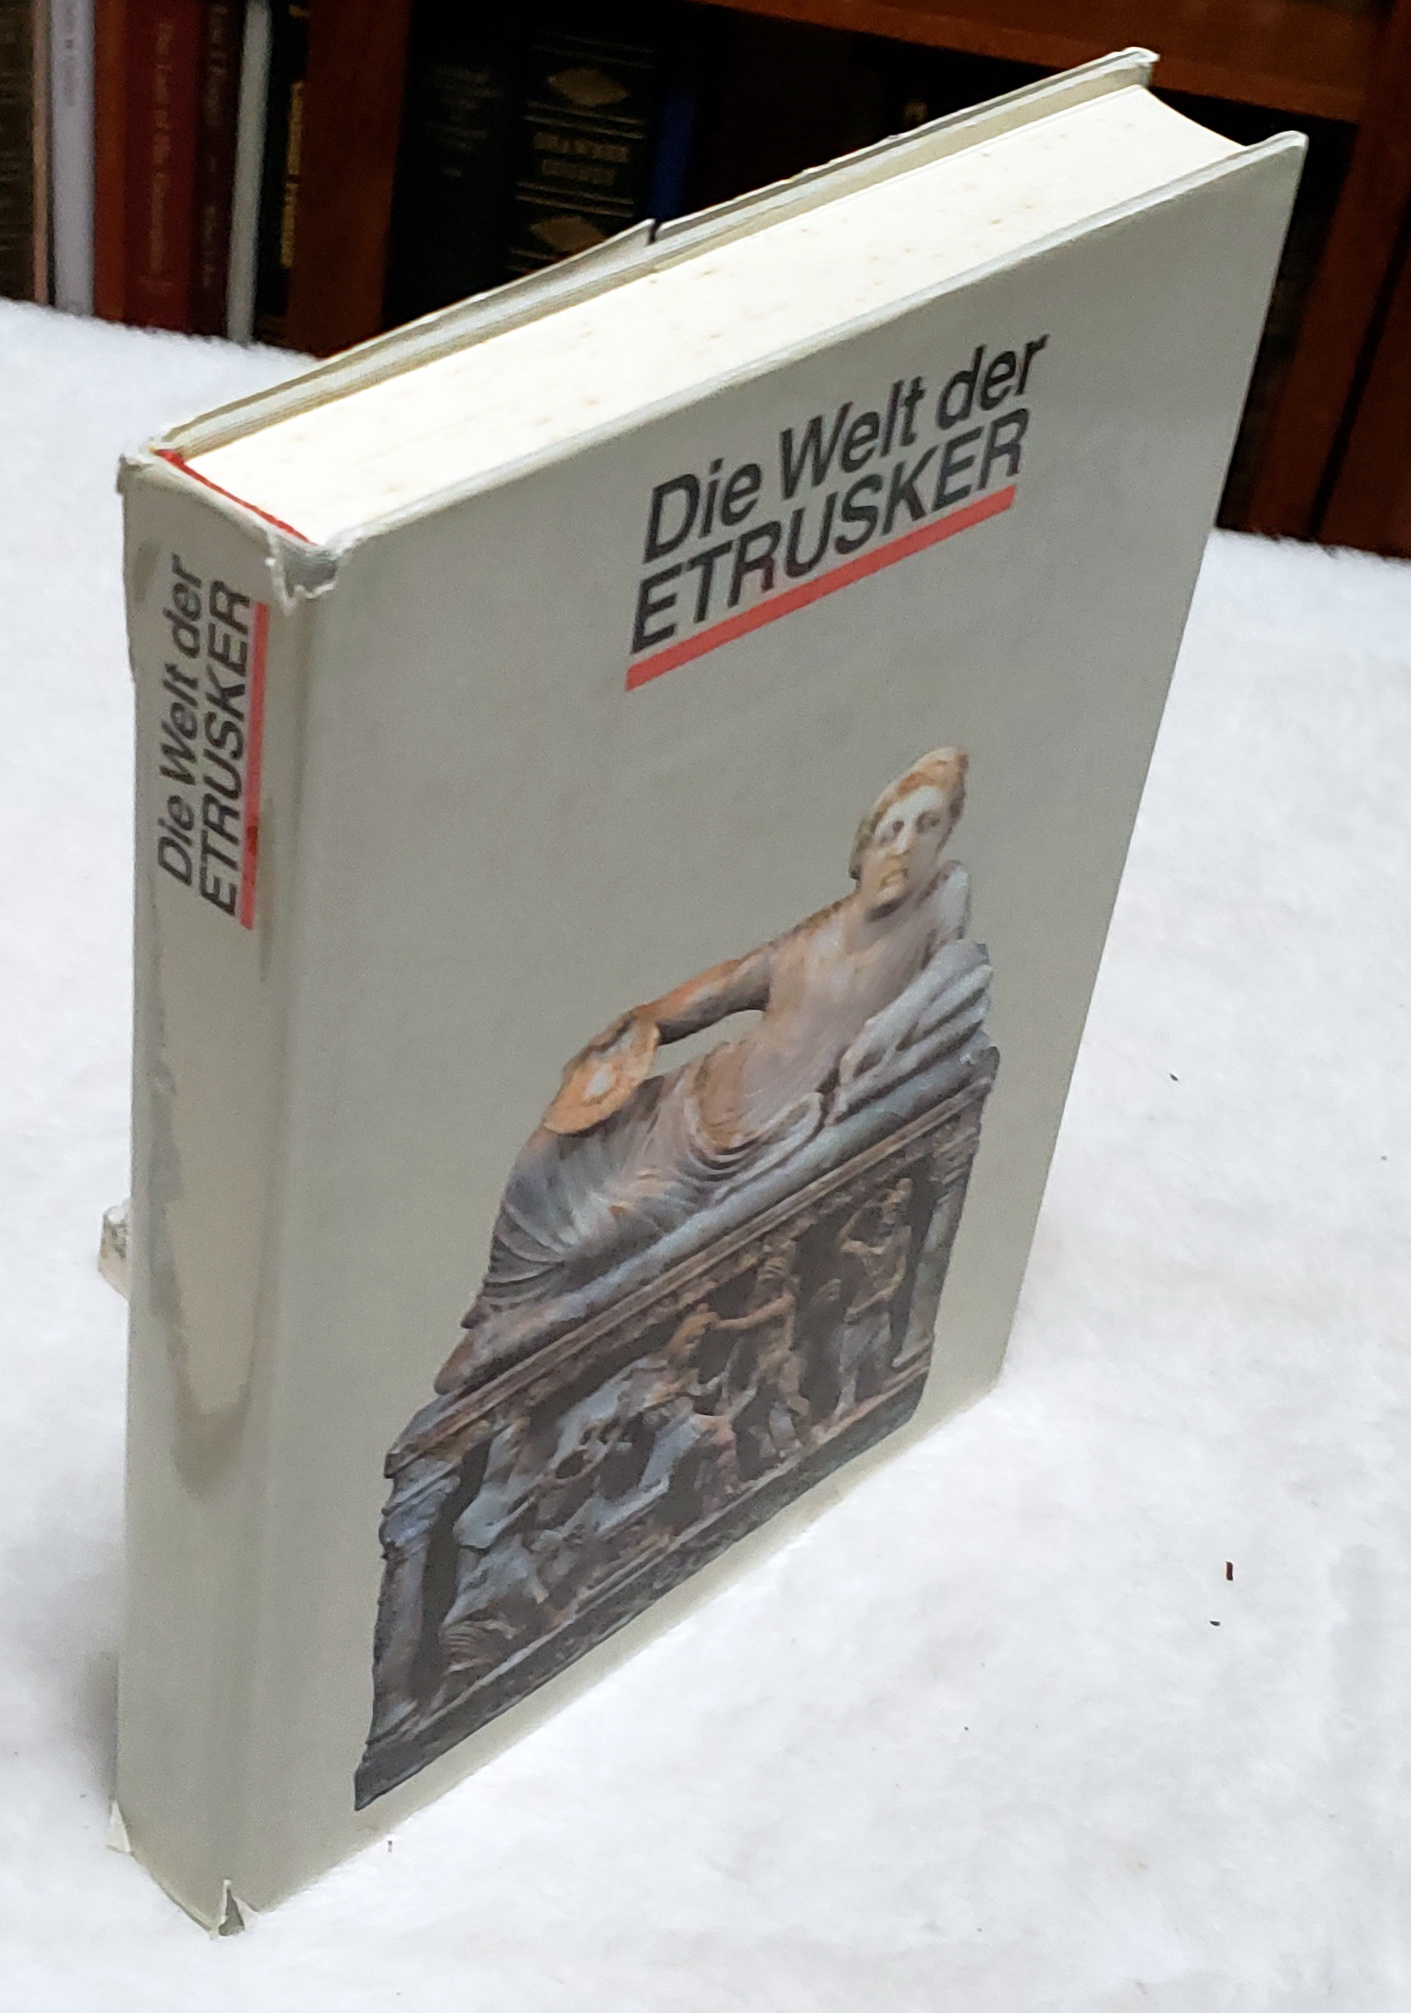 Die Welt der
ETRUSKER
Die Welt der
ETRUSKER